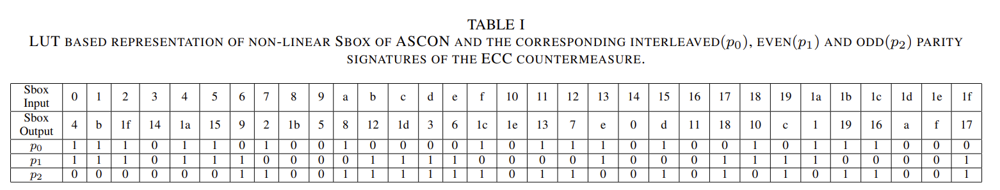 TABLE I
LUT BASED REPRESENTATION OF NON-LINEAR SBOX OF ASCON AND THE CORRESPONDING INTERLEAVED(p₀), EVEN(p₁) AND ODD(p₂) PARITY
SIGNATURES OF THE ECC COUNTERMEASURE.
Sbox
Input 0 1 2 3 4 5 6 7 8 9 a b c d e f 10 11 12 13 14 15 16 17 18 19 1a 1b 1c 1d 1e 1f
Sbox
Output 4 b 1f 14 1a 15 9 2 1b 5 8 12 1d 3 6 1c 1e 13 7 e 0 d 11 18 10 c 1 19 16 a f 17
p₀ 1 1 1 0 1 1 0 1 0 0 1 0 0 0 0 1 0 1 1 1 0 1 0 0 1 0 1 1 1 0 0 0
p₁ 1 1 1 0 1 1 1 0 0 0 0 1 1 1 1 0 0 0 0 1 0 0 0 1 1 1 1 0 0 0 0 1
p₂ 0 0 0 0 0 0 1 1 0 0 1 1 1 1 1 1 0 1 1 0 0 1 0 1 0 1 0 1 1 0 0 1